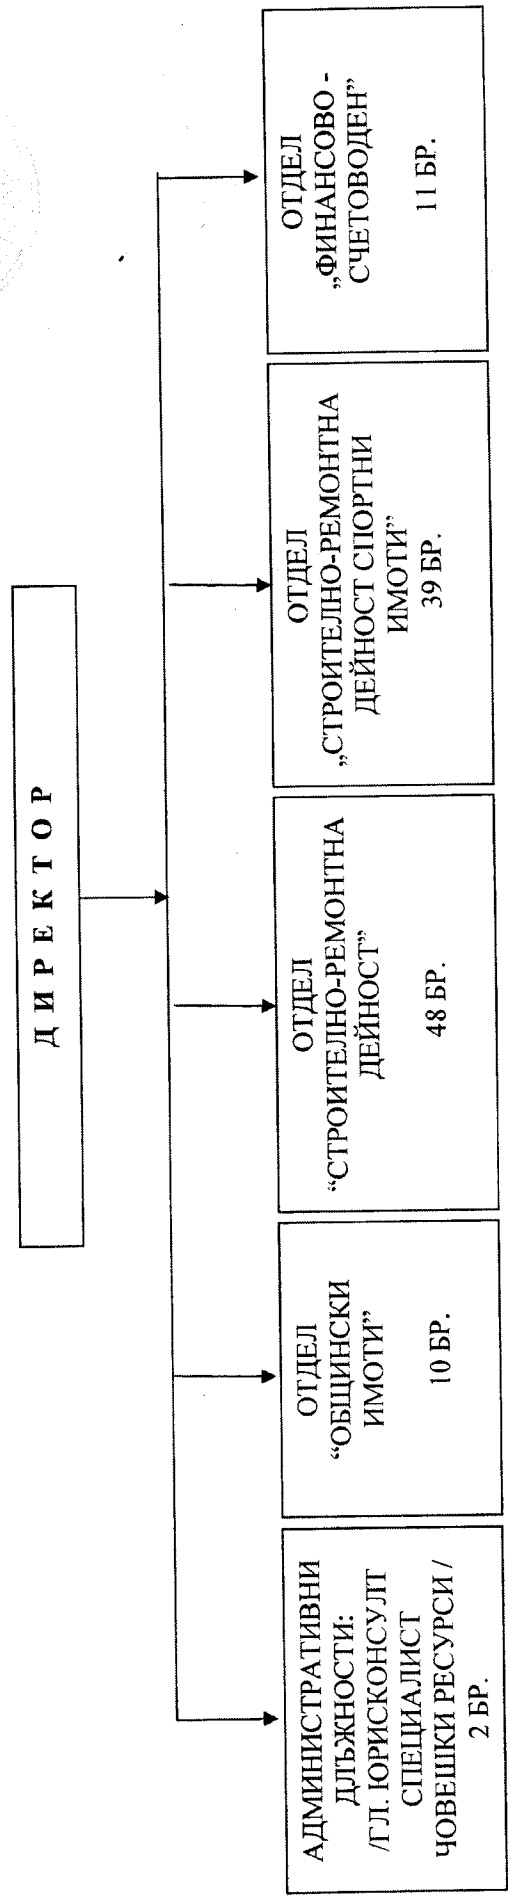 Д И Р Е К Т О Р
АДМИНИСТРАТИВНИ
ДЛЪЖНОСТИ:
/ГЛ. ЮРИСКОНСУЛТ
СПЕЦИАЛИСТ
ЧОВЕШКИ РЕСУРСИ /
2 БР.
ОТДЕЛ
“ОБЩИНСКИ
ИМОТИ”
10 БР.
ОТДЕЛ
“СТРОИТЕЛНО-РЕМОНТНА
ДЕЙНОСТ”
48 БР.
ОТДЕЛ
„СТРОИТЕЛНО-РЕМОНТНА
ДЕЙНОСТ СПОРТНИ
ИМОТИ”
39 БР.
ОТДЕЛ
„ФИНАНСОВО -
СЧЕТОВОДЕН”
11 БР.